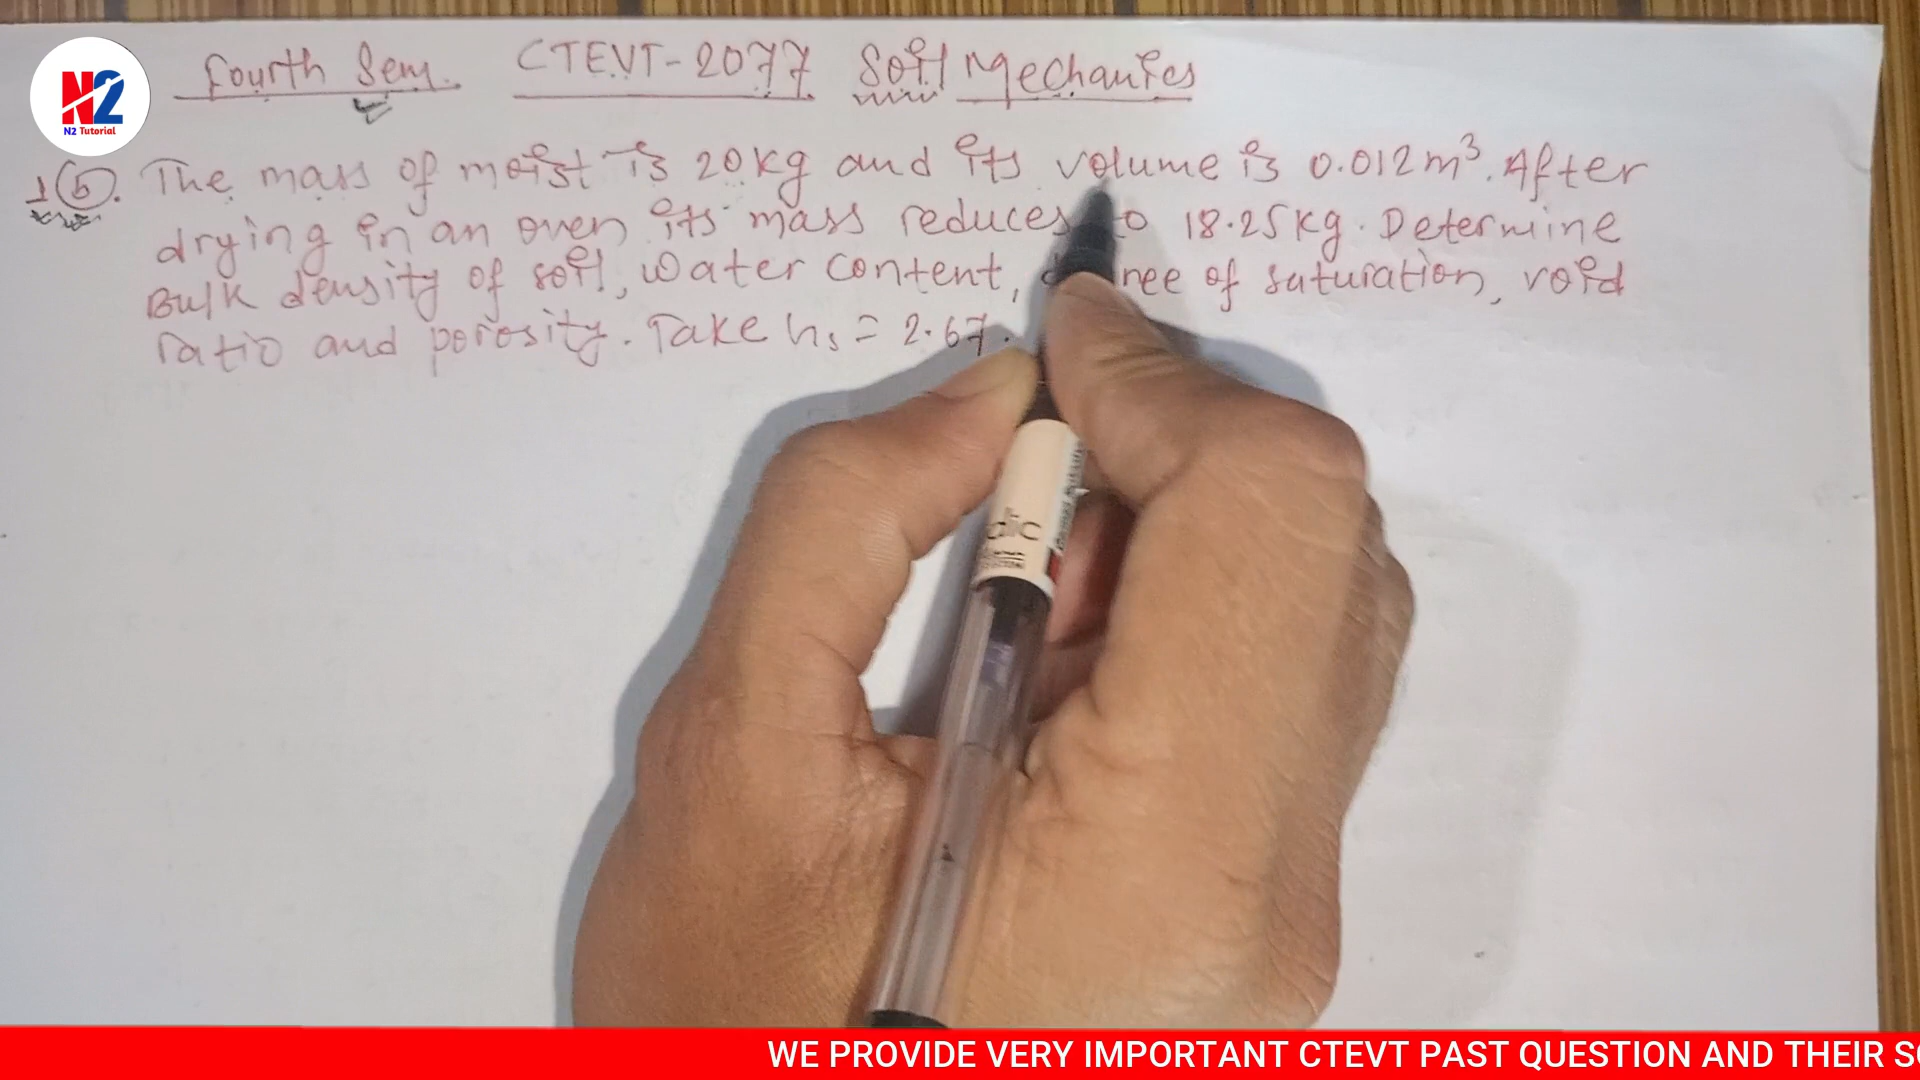 N2
N2 Tutorial
Fourth Sem. CTEVT-2077 Soil Mechanics
1(b). The mass of moist is 20kg and its volume is 0.012m³. After
drying in an oven its mass reduces to 18.25kg. Determine
Bulk density of soil, water content, of saturation, void
ratio and porosity. Take hs = 2.67.
WE PROVIDE VERY IMPORTANT CTEVT PAST QUESTION AND THEIR